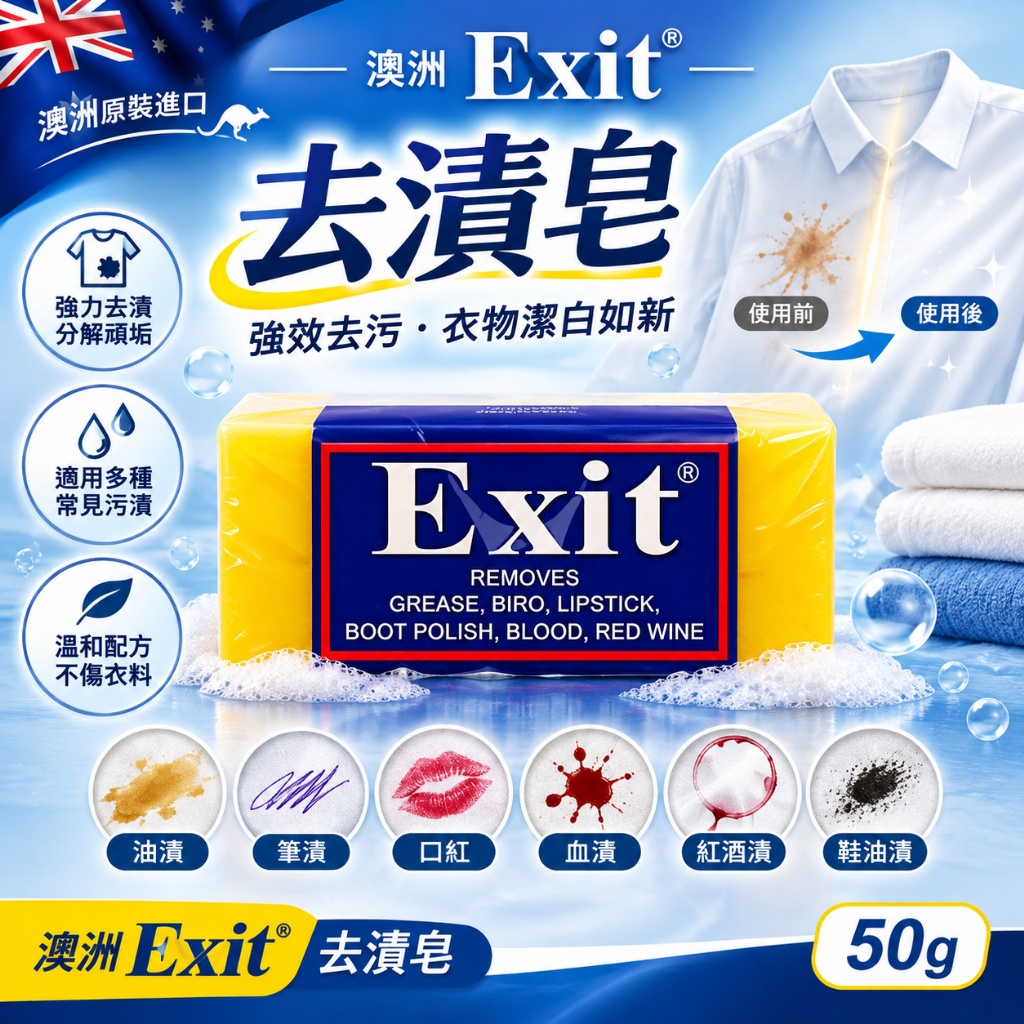 澳洲原裝進口
澳洲 Exit®
去漬皂
強效去污・衣物潔白如新
使用前
使用後
強力去漬
分解頑垢
適用多種
常見污漬
溫和配方
不傷衣料
Exit®
REMOVES
GREASE, BIRO, LIPSTICK,
BOOT POLISH, BLOOD, RED WINE
油漬
筆漬
口紅
血漬
紅酒漬
鞋油漬
澳洲 Exit® 去漬皂
50g